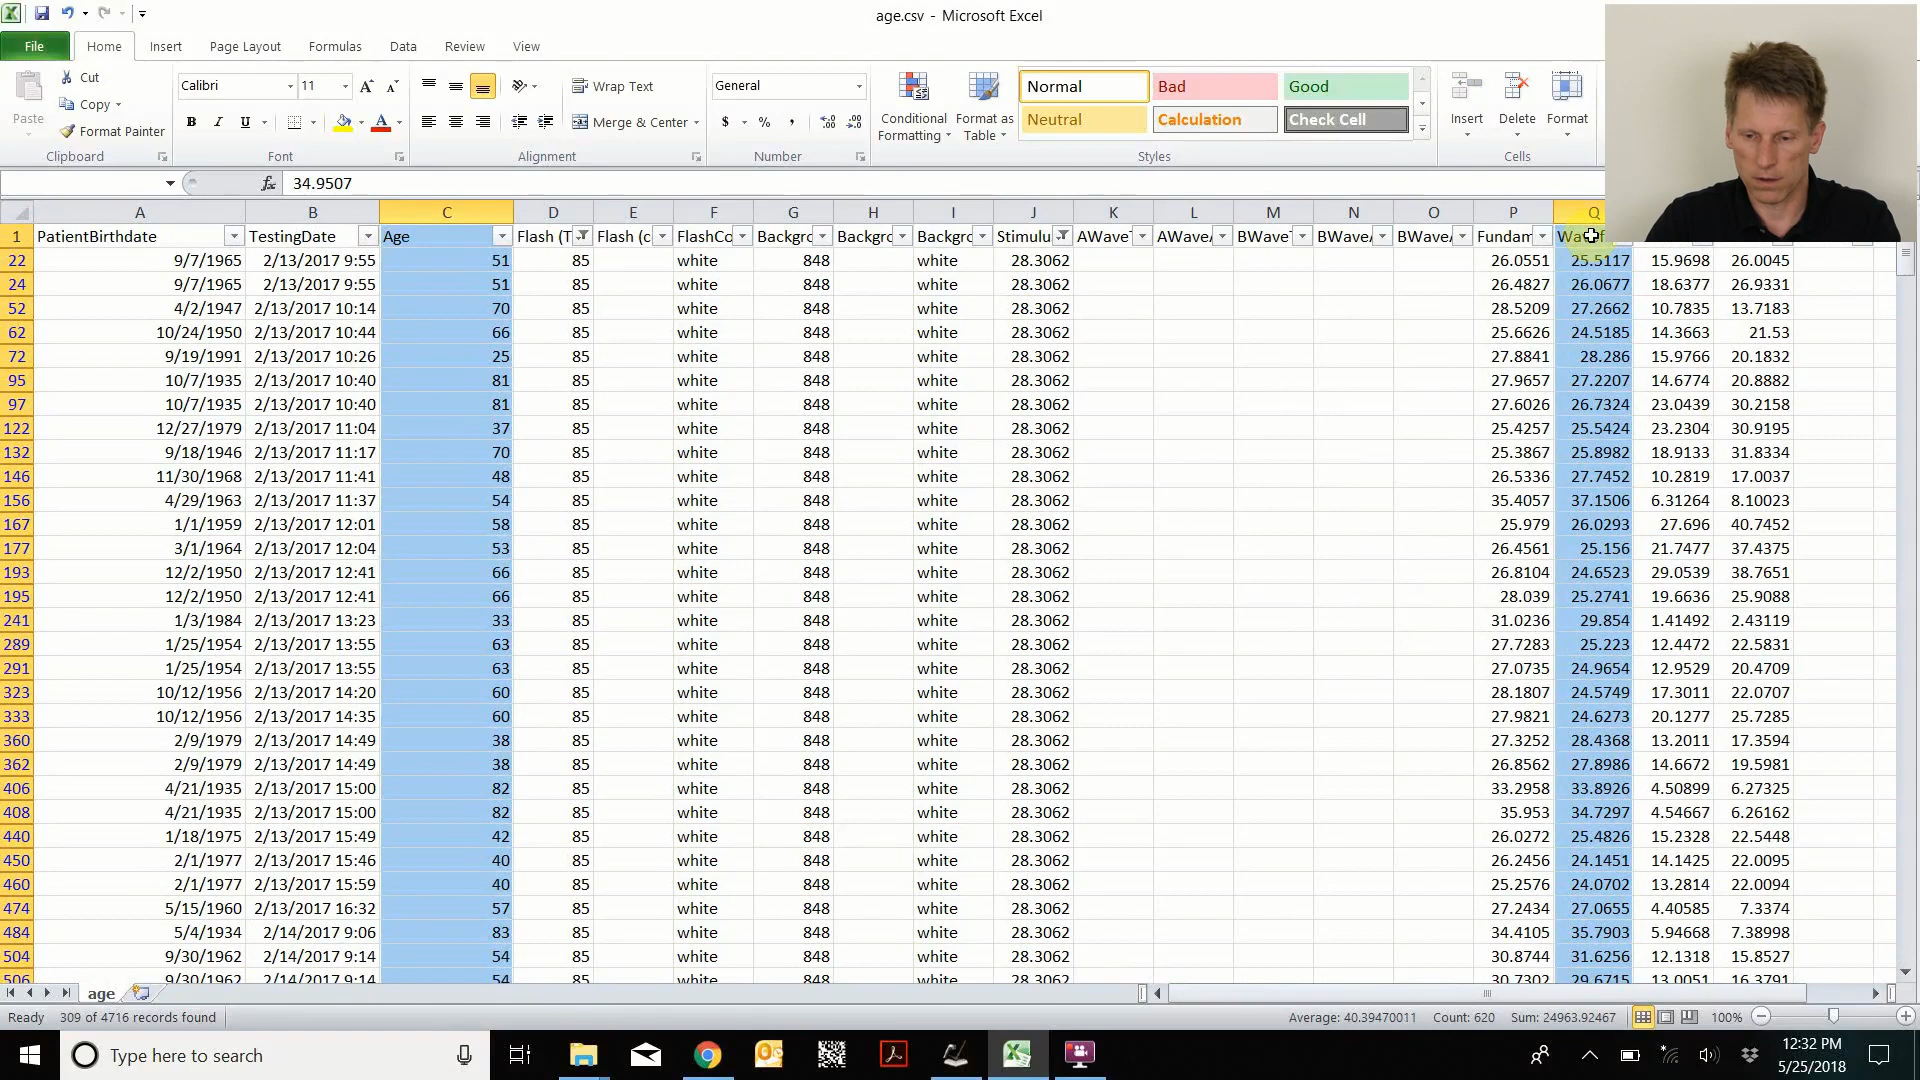 age.csv - Microsoft Excel
File Home Insert Page Layout Formulas Data Review View
Paste Cut Calibri 11 Wrap Text General Conditional Formatting Format as Table Normal Bad Good Insert Delete Format
Copy Neutral Calculation Check Cell
Format Painter Merge & Center
Clipboard Font Alignment Number Styles Cells
fx 34.9507
A B C D E F G H I J K L M N O P Q
1 PatientBirthdate TestingDate Age Flash (T Flash (c FlashCo Backgro Backgro Backgro Stimulu AWaveT AWaveA BWaveT BWaveA BWaveA Fundam
22 9/7/1965 2/13/2017 9:55 51 85 white 848 white 28.3062 26.0551 25.5117 15.9698 26.0045
24 9/7/1965 2/13/2017 9:55 51 85 white 848 white 28.3062 26.4827 26.0677 18.6377 26.9331
52 4/2/1947 2/13/2017 10:14 70 85 white 848 white 28.3062 28.5209 27.2662 10.7835 13.7183
62 10/24/1950 2/13/2017 10:44 66 85 white 848 white 28.3062 25.6626 24.5185 14.3663 21.53
72 9/19/1991 2/13/2017 10:26 25 85 white 848 white 28.3062 27.8841 28.286 15.9766 20.1832
95 10/7/1935 2/13/2017 10:40 81 85 white 848 white 28.3062 27.9657 27.2207 14.6774 20.8882
97 10/7/1935 2/13/2017 10:40 81 85 white 848 white 28.3062 27.6026 26.7324 23.0439 30.2158
122 12/27/1979 2/13/2017 11:04 37 85 white 848 white 28.3062 25.4257 25.5424 23.2304 30.9195
132 9/18/1946 2/13/2017 11:17 70 85 white 848 white 28.3062 25.3867 25.8982 18.9133 31.8334
146 11/30/1968 2/13/2017 11:41 48 85 white 848 white 28.3062 26.5336 27.7452 10.2819 17.0037
156 4/29/1963 2/13/2017 11:37 54 85 white 848 white 28.3062 35.4057 37.1506 6.31264 8.10023
167 1/1/1959 2/13/2017 12:01 58 85 white 848 white 28.3062 25.979 26.0293 27.696 40.7452
177 3/1/1964 2/13/2017 12:04 53 85 white 848 white 28.3062 26.4561 25.156 21.7477 37.4375
193 12/2/1950 2/13/2017 12:41 66 85 white 848 white 28.3062 26.8104 24.6523 29.0539 38.7651
195 12/2/1950 2/13/2017 12:41 66 85 white 848 white 28.3062 28.039 25.2741 19.6636 25.9088
241 1/3/1984 2/13/2017 13:23 33 85 white 848 white 28.3062 31.0236 29.854 1.41492 2.43119
289 1/25/1954 2/13/2017 13:55 63 85 white 848 white 28.3062 27.7283 25.223 12.4472 22.5831
291 1/25/1954 2/13/2017 13:55 63 85 white 848 white 28.3062 27.0735 24.9654 12.9529 20.4709
323 10/12/1956 2/13/2017 14:20 60 85 white 848 white 28.3062 28.1807 24.5749 17.3011 22.0707
333 10/12/1956 2/13/2017 14:35 60 85 white 848 white 28.3062 27.9821 24.6273 20.1277 25.7285
360 2/9/1979 2/13/2017 14:49 38 85 white 848 white 28.3062 27.3252 28.4368 13.2011 17.3594
362 2/9/1979 2/13/2017 14:49 38 85 white 848 white 28.3062 26.8562 27.8986 14.6672 19.5981
406 4/21/1935 2/13/2017 15:00 82 85 white 848 white 28.3062 33.2958 33.8926 4.50899 6.27325
408 4/21/1935 2/13/2017 15:00 82 85 white 848 white 28.3062 35.953 34.7297 4.54667 6.26162
440 1/18/1975 2/13/2017 15:49 42 85 white 848 white 28.3062 26.0272 25.4826 15.2328 22.5448
450 2/1/1977 2/13/2017 15:46 40 85 white 848 white 28.3062 26.2456 24.1451 14.1425 22.0095
460 2/1/1977 2/13/2017 15:59 40 85 white 848 white 28.3062 25.2576 24.0702 13.2814 22.0094
474 5/15/1960 2/13/2017 16:32 57 85 white 848 white 28.3062 27.2434 27.0655 4.40585 7.3374
484 5/4/1934 2/14/2017 9:06 83 85 white 848 white 28.3062 34.4105 35.7903 5.94668 7.38998
504 9/30/1962 2/14/2017 9:14 54 85 white 848 white 28.3062 30.8744 31.6256 12.1318 15.8527
506 9/30/1962 2/14/2017 9:14 54 85 white 848 white 28.3062 30.7302 29.6715 13.0051 16.3791
age
Ready 309 of 4716 records found Average: 40.39470011 Count: 620 Sum: 24963.92467 100%
Type here to search 12:32 PM
5/25/2018